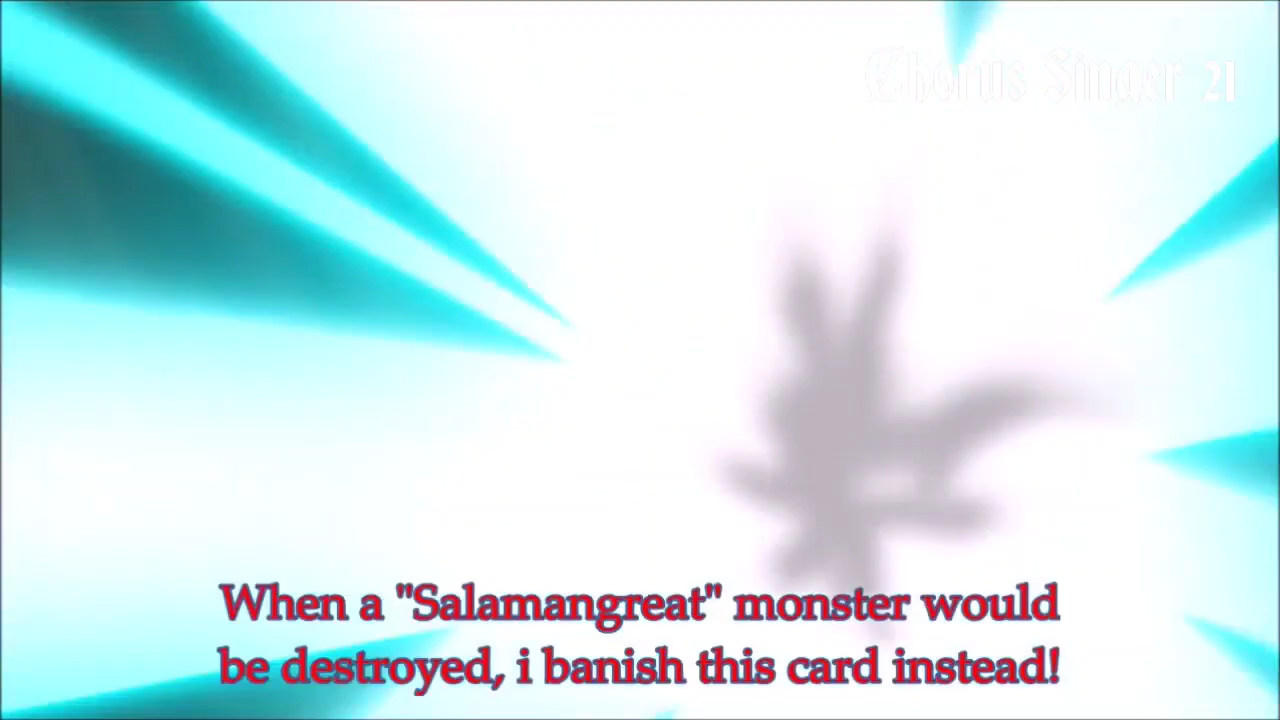 Chorus Singer 21
When a "Salamangreat" monster would
be destroyed, i banish this card instead!